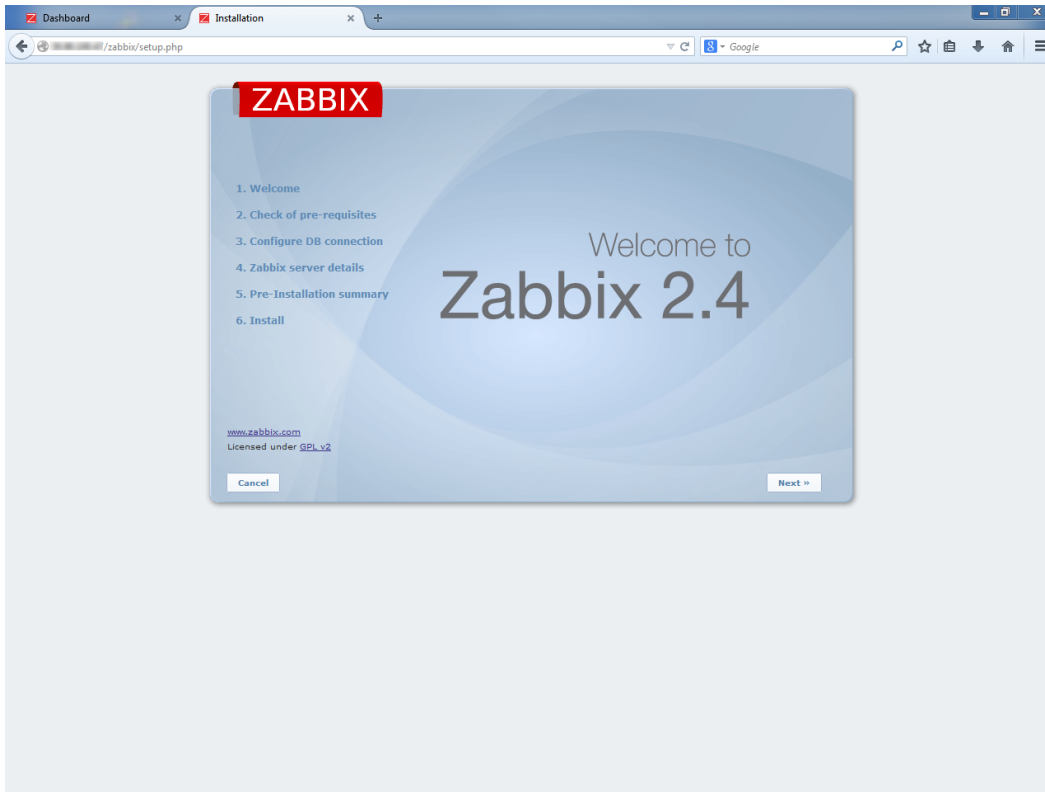 Dashboard
Installation
/zabbix/setup.php
Google
ZABBIX
1. Welcome
2. Check of pre-requisites
3. Configure DB connection
4. Zabbix server details
5. Pre-Installation summary
6. Install
Welcome to
Zabbix 2.4
www.zabbix.com
Licensed under GPL v2
Cancel
Next »